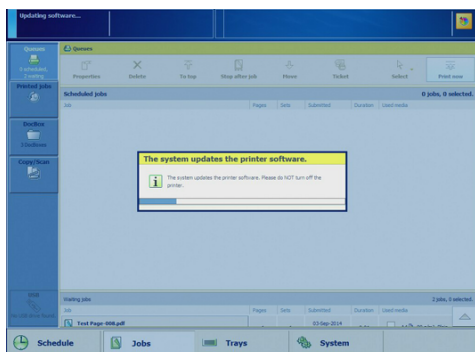 Updating software...
Queues
0 scheduled,
2 waiting
Printed jobs
DocBox
Copy/Scan
USB
Queues
Properties
Delete
To top
Stop after job
Move
Ticket
Select
Print now
Scheduled jobs
0 jobs, 0 selected.
Job
Pages
Sets
Submitted
Duration
Used media
The system updates the printer software.
The system updates the printer software. Please do NOT turn off the
printer.
Waiting jobs
2 jobs, 0 selected.
Job
Pages
Sets
Submitted
Duration
Used media
Test Page-008.pdf
03-Sep-2014
Schedule
Jobs
Trays
System